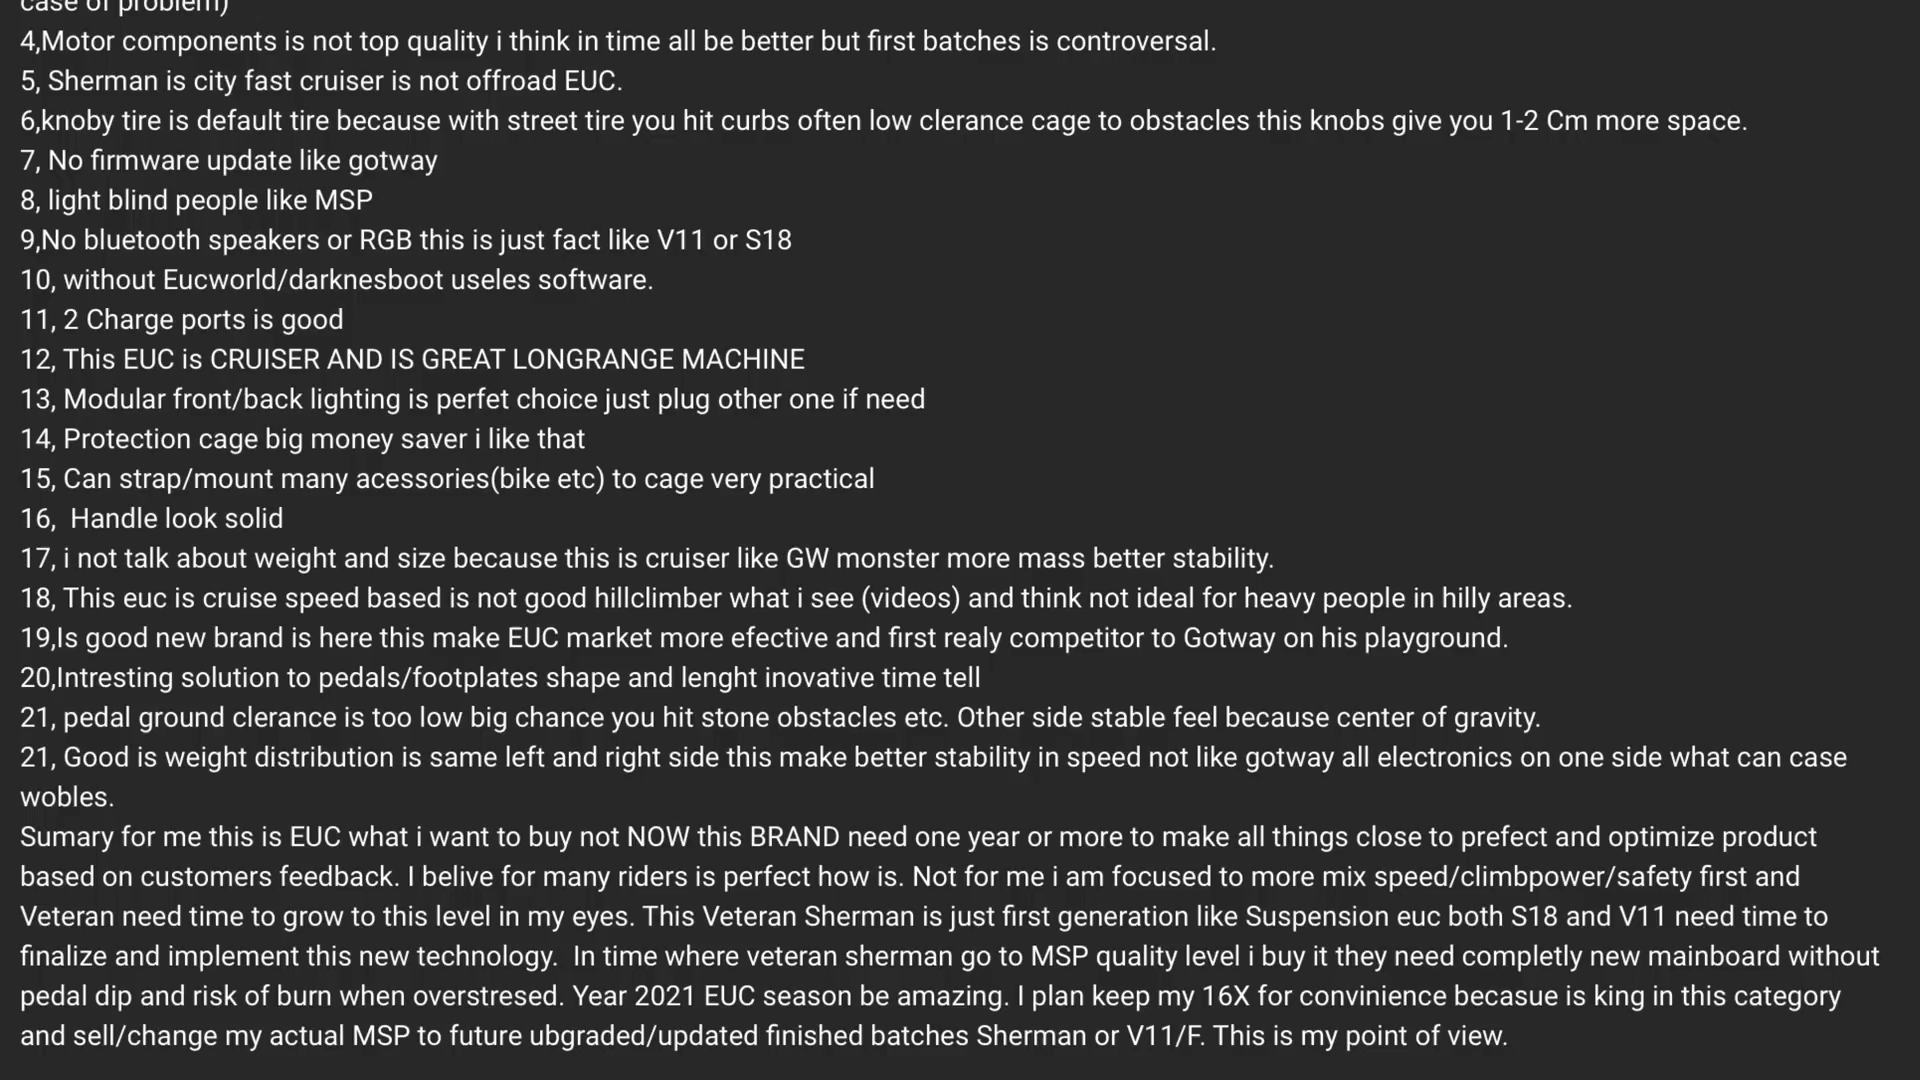 case of problem)
4,Motor components is not top quality i think in time all be better but first batches is controversal.
5, Sherman is city fast cruiser is not offroad EUC.
6,knoby tire is default tire because with street tire you hit curbs often low clerance cage to obstacles this knobs give you 1-2 Cm more space.
7, No firmware update like gotway
8, light blind people like MSP
9,No bluetooth speakers or RGB this is just fact like V11 or S18
10, without Eucworld/darknesboot useles software.
11, 2 Charge ports is good
12, This EUC is CRUISER AND IS GREAT LONGRANGE MACHINE
13, Modular front/back lighting is perfet choice just plug other one if need
14, Protection cage big money saver i like that
15, Can strap/mount many acessories(bike etc) to cage very practical
16,  Handle look solid
17, i not talk about weight and size because this is cruiser like GW monster more mass better stability.
18, This euc is cruise speed based is not good hillclimber what i see (videos) and think not ideal for heavy people in hilly areas.
19,Is good new brand is here this make EUC market more efective and first realy competitor to Gotway on his playground.
20,Intresting solution to pedals/footplates shape and lenght inovative time tell
21, pedal ground clerance is too low big chance you hit stone obstacles etc. Other side stable feel because center of gravity.
21, Good is weight distribution is same left and right side this make better stability in speed not like gotway all electronics on one side what can case
wobles.
Sumary for me this is EUC what i want to buy not NOW this BRAND need one year or more to make all things close to prefect and optimize product
based on customers feedback. I belive for many riders is perfect how is. Not for me i am focused to more mix speed/climbpower/safety first and
Veteran need time to grow to this level in my eyes. This Veteran Sherman is just first generation like Suspension euc both S18 and V11 need time to
finalize and implement this new technology.  In time where veteran sherman go to MSP quality level i buy it they need completly new mainboard without
pedal dip and risk of burn when overstresed. Year 2021 EUC season be amazing. I plan keep my 16X for convinience becasue is king in this category
and sell/change my actual MSP to future ubgraded/updated finished batches Sherman or V11/F. This is my point of view.